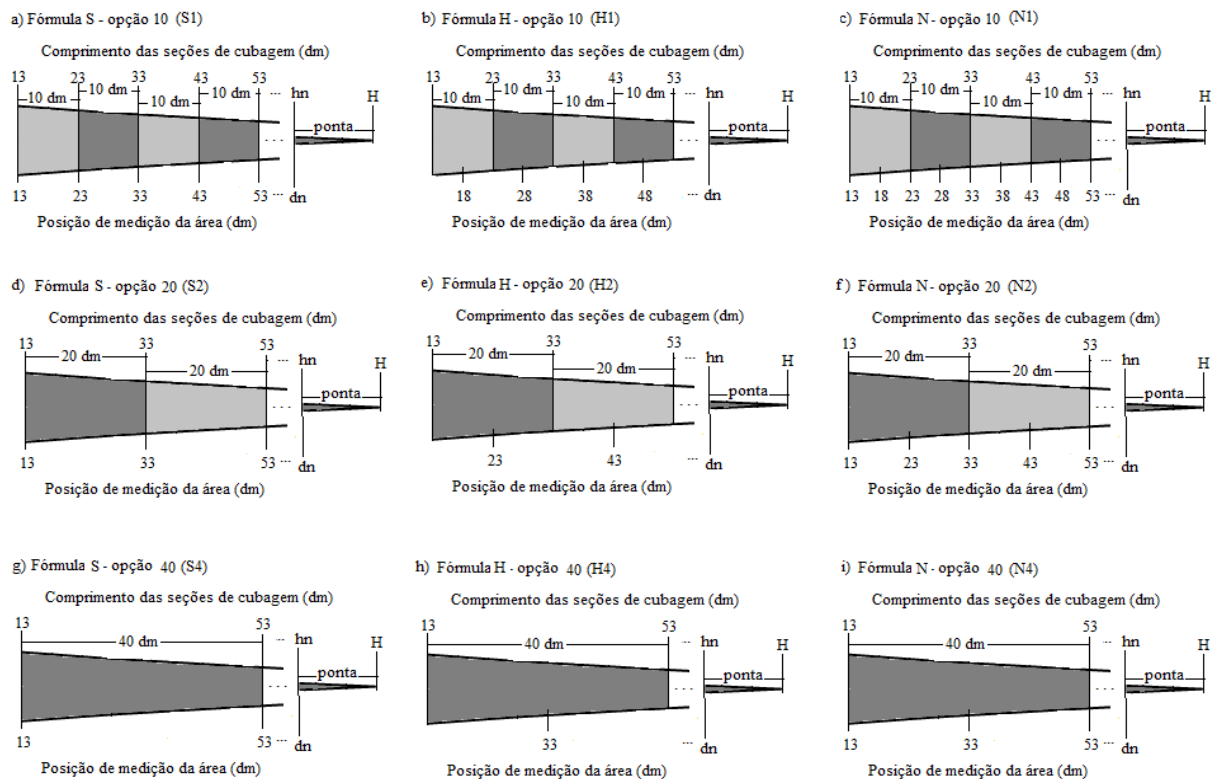 a) Fórmula S - opção 10 (S1)
Comprimento das seções de cubagem (dm)
13 23 33 43 53 ... hn H
10 dm 10 dm 10 dm 10 dm
ponta
13 23 33 43 53 ... dn
Posição de medição da área (dm)
b) Fórmula H - opção 10 (H1)
Comprimento das seções de cubagem (dm)
13 23 33 43 53 ... hn H
10 dm 10 dm 10 dm 10 dm
ponta
18 28 38 48 ... dn
Posição de medição da área (dm)
c) Fórmula N - opção 10 (N1)
Comprimento das seções de cubagem (dm)
13 23 33 43 53 ... hn H
10 dm 10 dm 10 dm 10 dm
ponta
13 18 23 28 33 38 43 48 53 ... dn
Posição de medição da área (dm)
d) Fórmula S - opção 20 (S2)
Comprimento das seções de cubagem (dm)
13 33 53 ... hn H
20 dm 20 dm
ponta
13 33 53 ... dn
Posição de medição da área (dm)
e) Fórmula H - opção 20 (H2)
Comprimento das seções de cubagem (dm)
13 33 53 ... hn H
20 dm 20 dm
ponta
23 43 ... dn
Posição de medição da área (dm)
f) Fórmula N - opção 20 (N2)
Comprimento das seções de cubagem (dm)
13 33 53 ... hn H
20 dm 20 dm
ponta
13 23 33 43 53 ... dn
Posição de medição da área (dm)
g) Fórmula S - opção 40 (S4)
Comprimento das seções de cubagem (dm)
13 53 ... hn H
40 dm
ponta
13 53 ... dn
Posição de medição da área (dm)
h) Fórmula H - opção 40 (H4)
Comprimento das seções de cubagem (dm)
13 53 ... hn H
40 dm
ponta
33 ... dn
Posição de medição da área (dm)
i) Fórmula N - opção 40 (N4)
Comprimento das seções de cubagem (dm)
13 53 ... hn H
40 dm
ponta
13 33 53 ... dn
Posição de medição da área (dm)